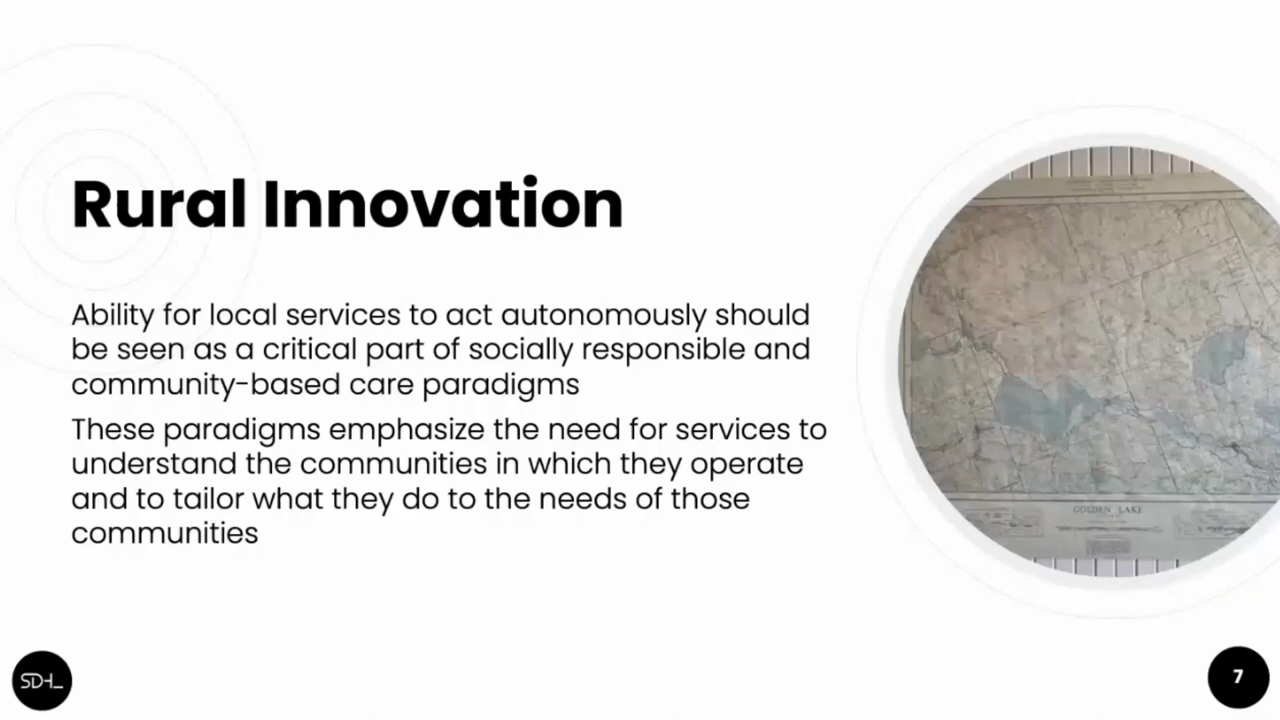 Rural Innovation
Ability for local services to act autonomously should
be seen as a critical part of socially responsible and
community-based care paradigms
These paradigms emphasize the need for services to
understand the communities in which they operate
and to tailor what they do to the needs of those
communities
GOLDEN LAKE
7